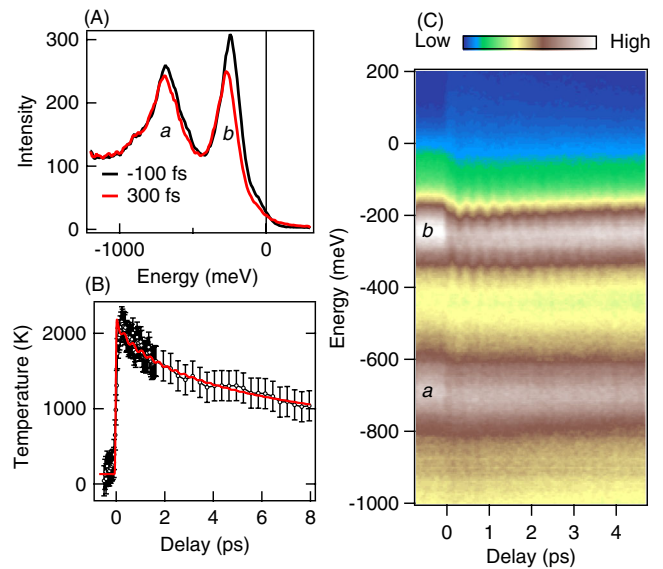 (A)
300
200
100
0
Intensity
a
b
-100 fs
300 fs
-1000
0
Energy (meV)
(B)
2000
1000
0
Temperature (K)
0
2
4
6
8
Delay (ps)
(C)
Low
High
200
0
-200
-400
-600
-800
-1000
Energy (meV)
b
a
0
1
2
3
4
Delay (ps)